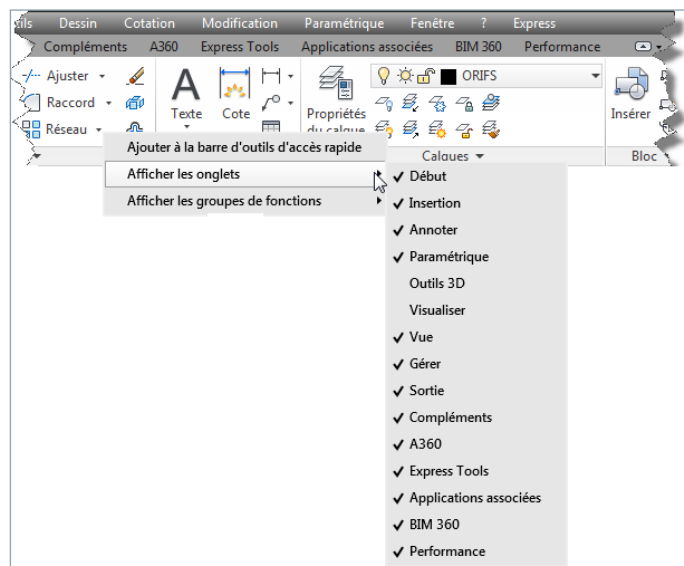 Dessin Cotation Modification Paramétrique Fenêtre ? Express
Compléments A360 Express Tools Applications associées BIM 360 Performance
Ajuster
Raccord
Réseau
A
Texte
Cote
Propriétés
du calque
ORIFS
Insérer
Calques
Bloc
Ajouter à la barre d'outils d'accès rapide
Afficher les onglets
Afficher les groupes de fonctions
Début
Insertion
Annoter
Paramétrique
Outils 3D
Visualiser
Vue
Gérer
Sortie
Compléments
A360
Express Tools
Applications associées
BIM 360
Performance